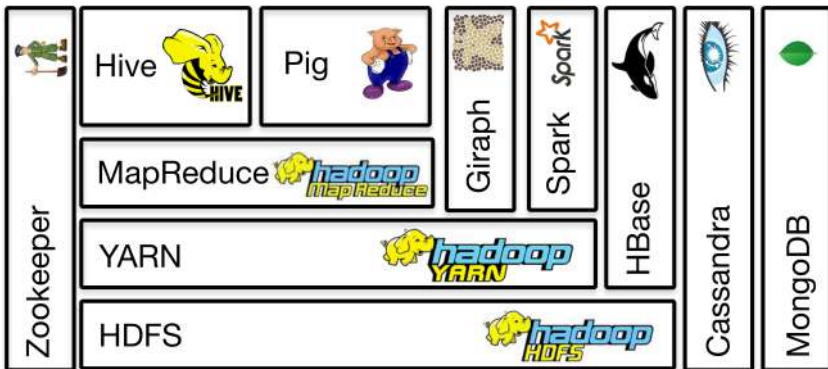 Zookeeper
Hive
HIVE
Pig
Giraph
Spark
Spark
HBase
Cassandra
MongoDB
MapReduce
hadoop
Map Reduce
YARN
hadoop
YARN
HDFS
hadoop
HDFS